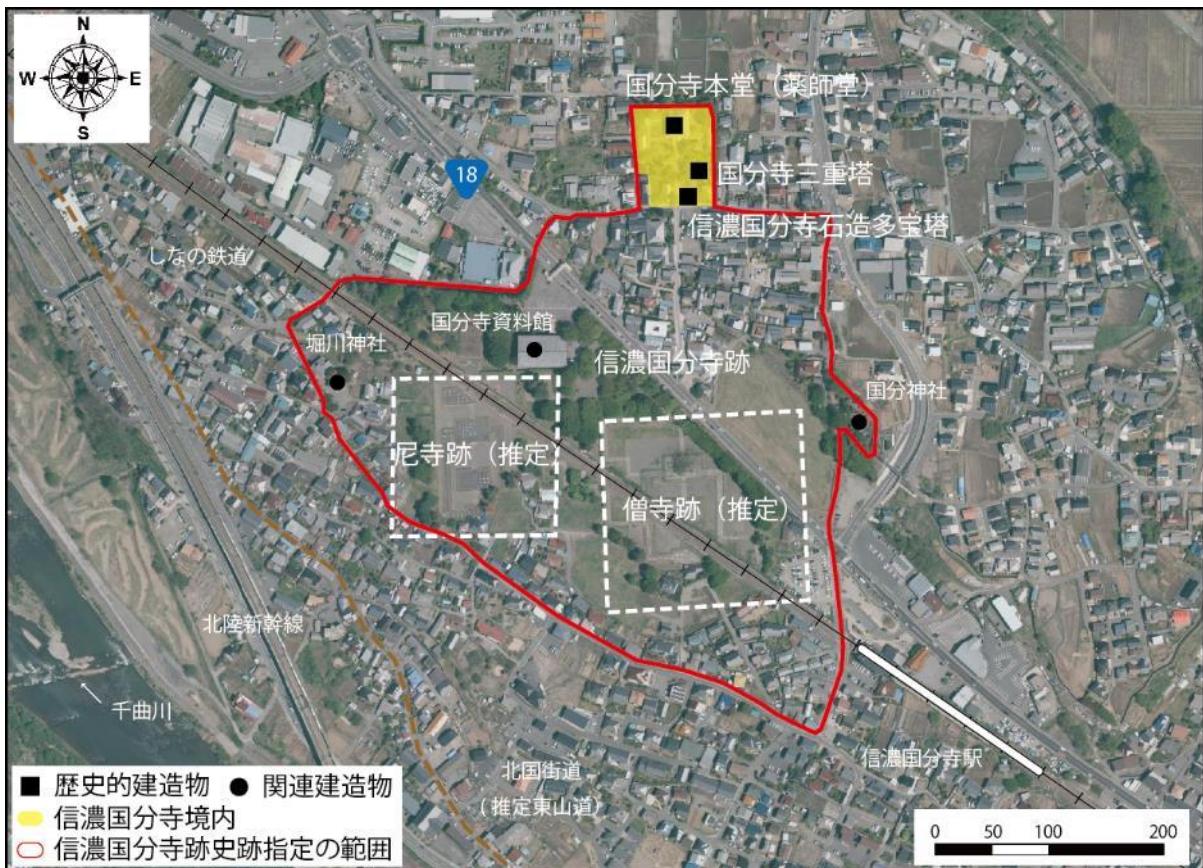 N
W E
S
国分寺本堂（薬師堂）
18
国分寺三重塔
信濃国分寺石造多宝塔
しなの鉄道
国分寺資料館
堀川神社
信濃国分寺跡
国分神社
尼寺跡（推定）
僧寺跡（推定）
北陸新幹線
千曲川
信濃国分寺駅
北国街道
（推定東山道）
歴史的建造物 関連建造物
信濃国分寺境内
信濃国分寺跡史跡指定の範囲
0 50 100 200